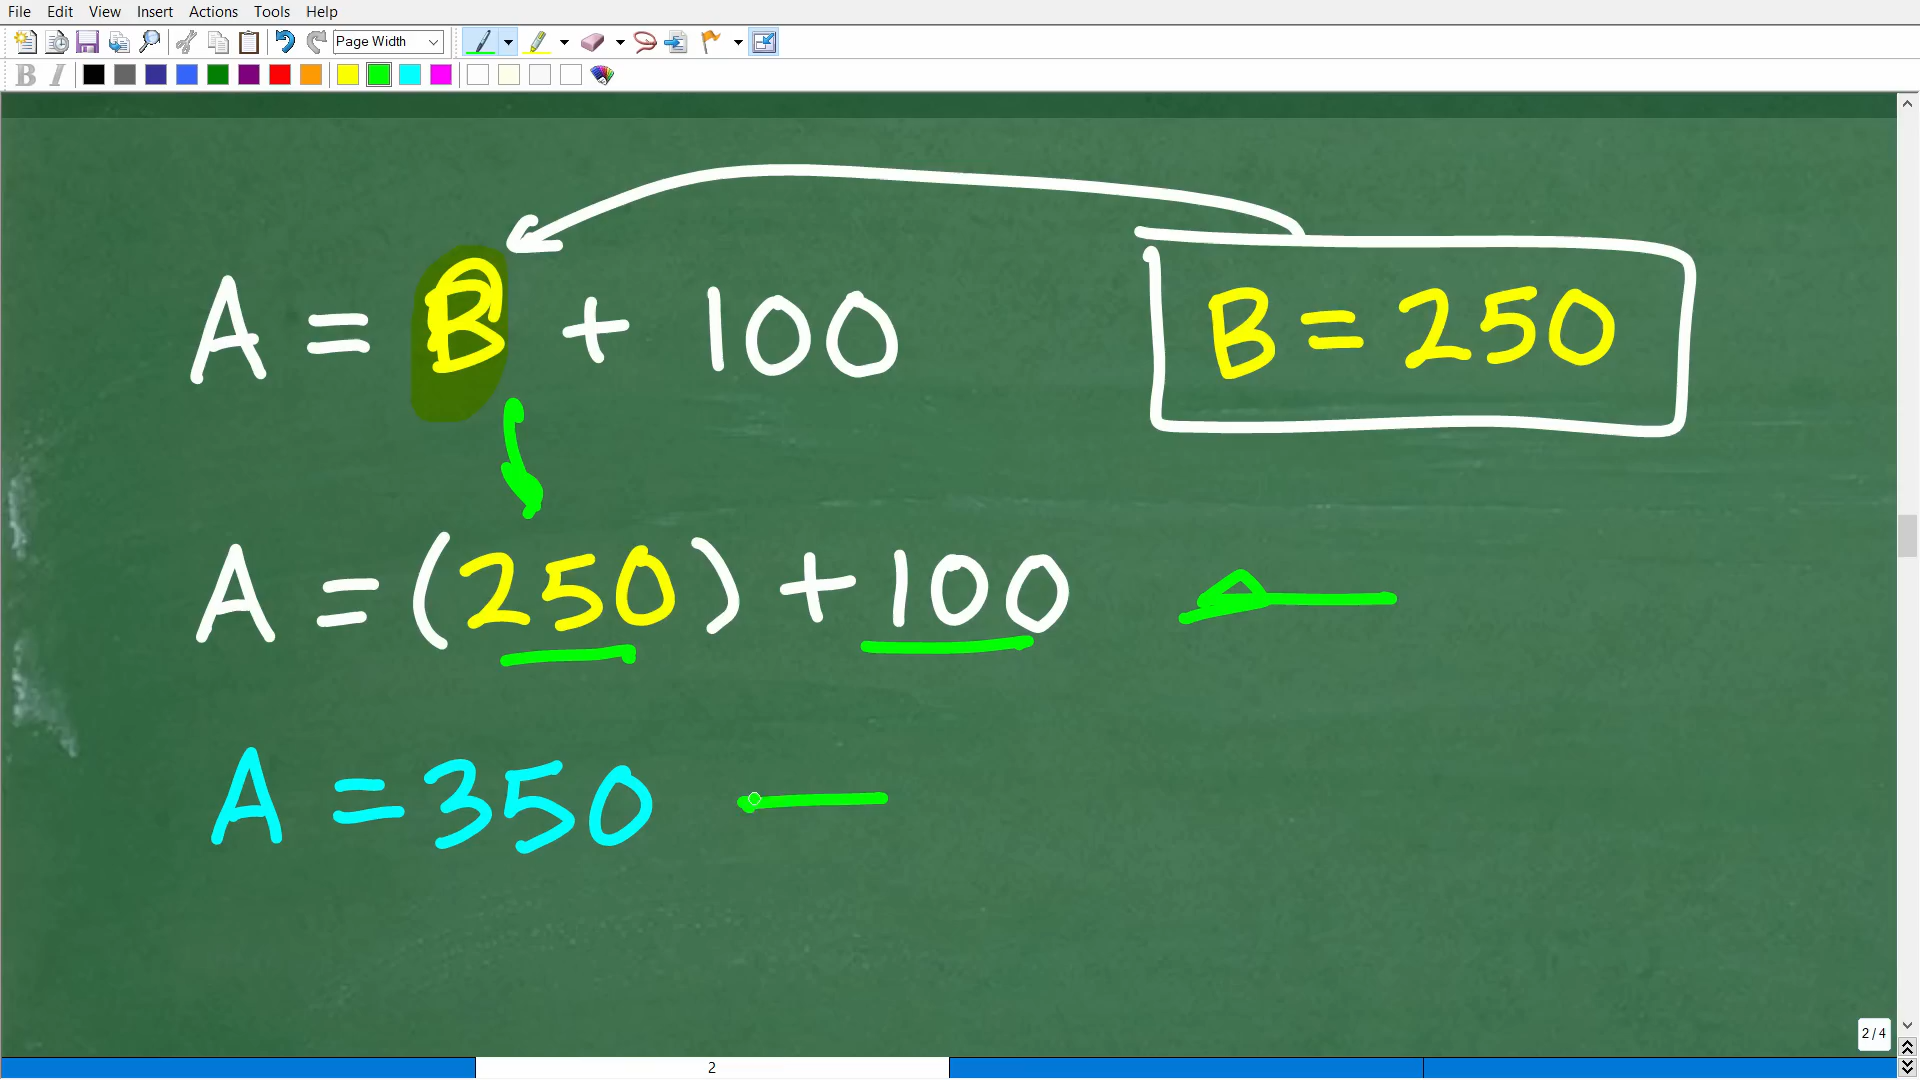 File Edit View Insert Actions Tools Help
Page Width
B I
A = B + 100
B = 250
A = (250) + 100
A = 350
2 / 4
2